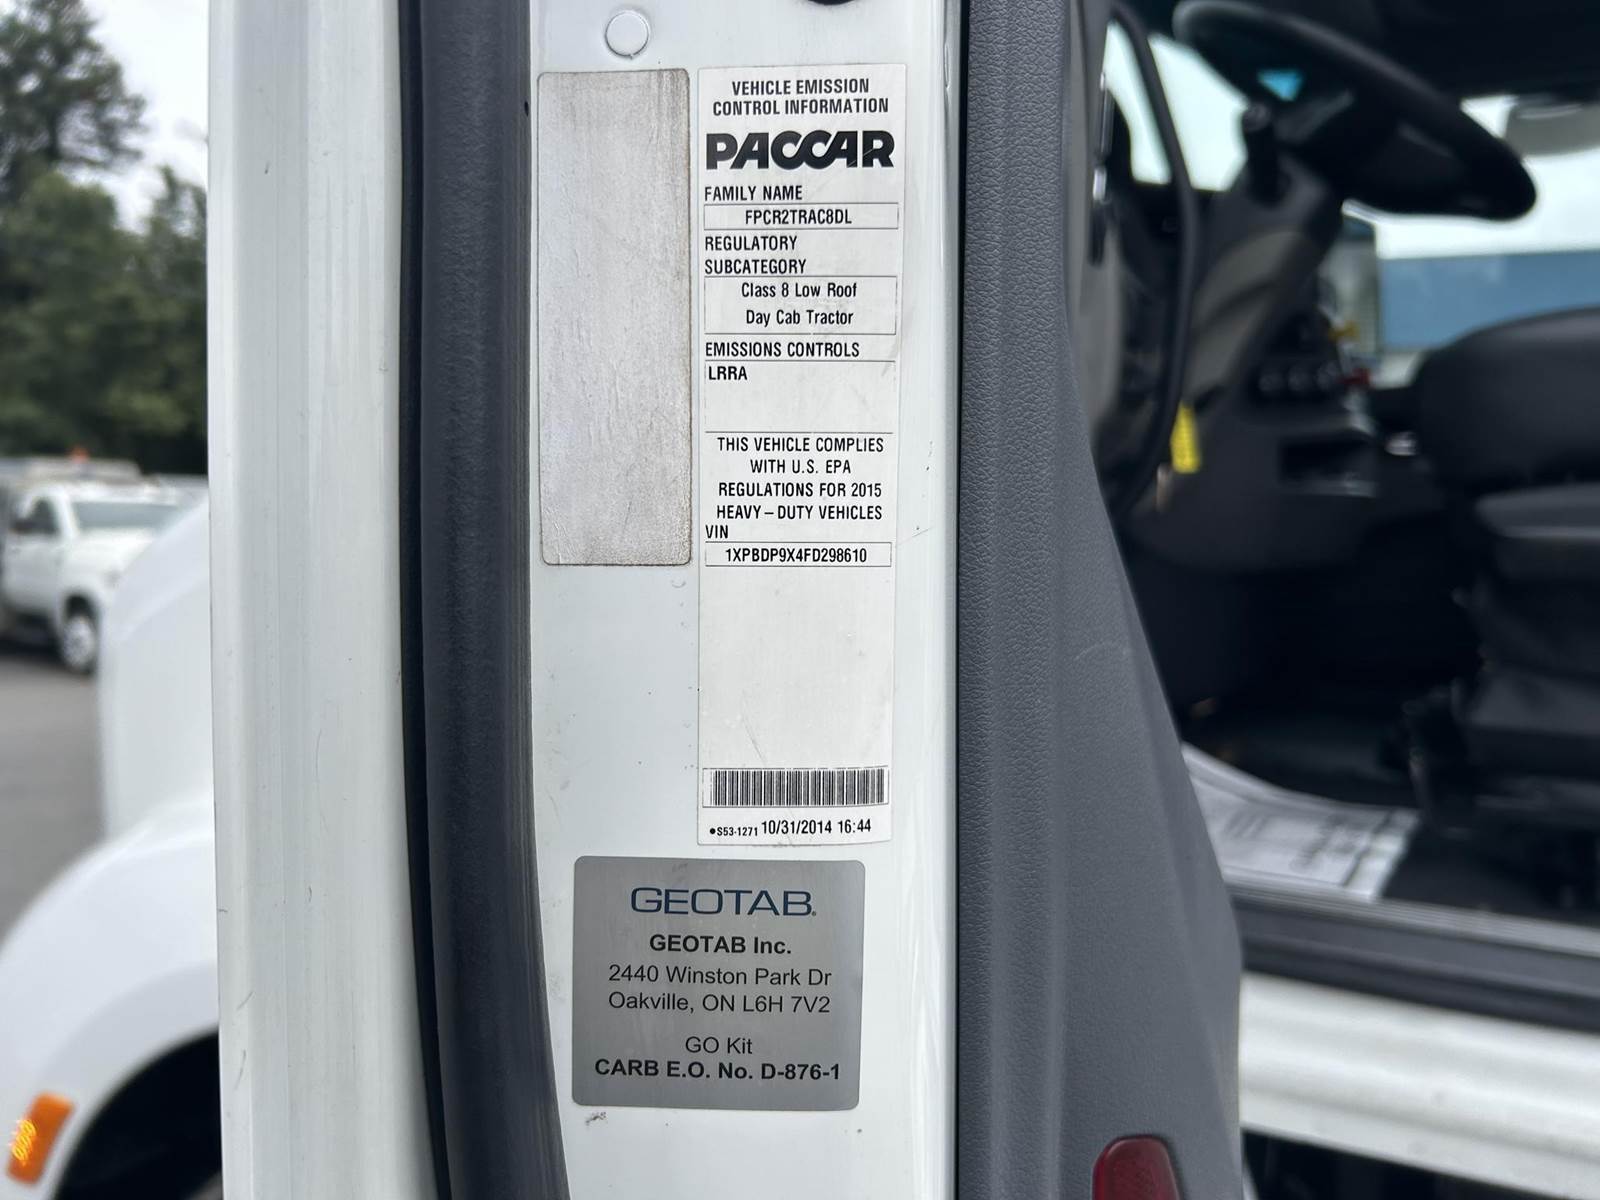 VEHICLE EMISSION
CONTROL INFORMATION
PACCAR
FAMILY NAME
FPCR2TRAC8DL
REGULATORY
SUBCATEGORY
Class 8 Low Roof
Day Cab Tractor
EMISSIONS CONTROLS
LRRA
THIS VEHICLE COMPLIES
WITH U.S. EPA
REGULATIONS FOR 2015
HEAVY – DUTY VEHICLES
VIN
1XPBDP9X4FD298610
•S53-1271 10/31/2014 16:44
GEOTAB®
GEOTAB Inc.
2440 Winston Park Dr
Oakville, ON L6H 7V2
GO Kit
CARB E.O. No. D-876-1